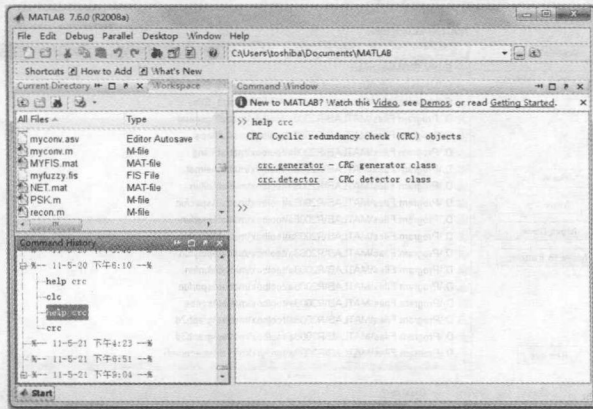 MATLAB 7.6.0 (R2008a)
File Edit Debug Parallel Desktop Window Help
C:\Users\toshiba\Documents\MATLAB
Shortcuts How to Add What's New
Current Directory Workspace
All Files Type
myconv.asv Editor Autosave
myconv.m M-file
MYFIS.mat MAT-file
myfuzzy.fis FIS File
NET.mat MAT-file
PSK.m M-file
recon.m M-file
Command History
%-- 11-5-20 下午6:10 --%
help crc
clc
help crc
crc
%-- 11-5-21 下午4:23 --%
%-- 11-5-21 下午6:51 --%
%-- 11-5-21 下午9:04 --%
Start
Command Window
New to MATLAB? Watch this Video, see Demos, or read Getting Started.
>> help crc
CRC Cyclic redundancy check (CRC) objects
crc.generator - CRC generator class
crc.detector - CRC detector class
>>